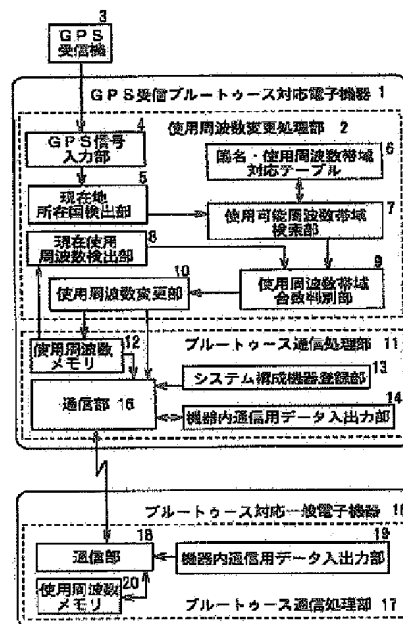 3
GPS
受信機
GPS受信ブルートゥース対応電子機器 1
使用周波数変更処理部 2
4
GPS信号
入力部
5
現在地
所在国検出部
6
国名・使用周波数帯域
対応テーブル
使用可能周波数帯域
検索部
7
8
現在使用
周波数検出部
使用周波数帯域
合致判別部
9
10
使用周波数変更部
ブルートゥース通信処理部 11
使用周波数
メモリ
12
システム構成機器登録部
13
通信部 16
機器内通信用データ入出力部
14
ブルートゥース対応一般電子機器
18
通信部
19
機器内通信用データ入出力部
20
使用周波数
メモリ
ブルートゥース通信処理部 17